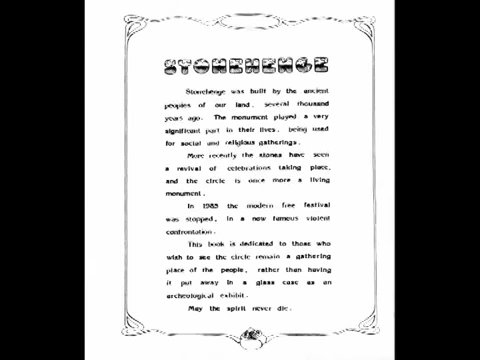 STONEHENGE
Stonehenge was built by the ancient
peoples of our land, several thousand
years ago. The monument played a very
significant part in their lives, being used
for social and religious gatherings.
More recently the stones have seen
a revival of celebrations taking place,
and the circle is once more a living
monument.
In 1985 the modern free festival
was stopped, in a now famous violent
confrontation.
This book is dedicated to those who
wish to see the circle remain a gathering
place of the people, rather than having
it put away in a glass case as an
archeological exhibit.
May the spirit never die.